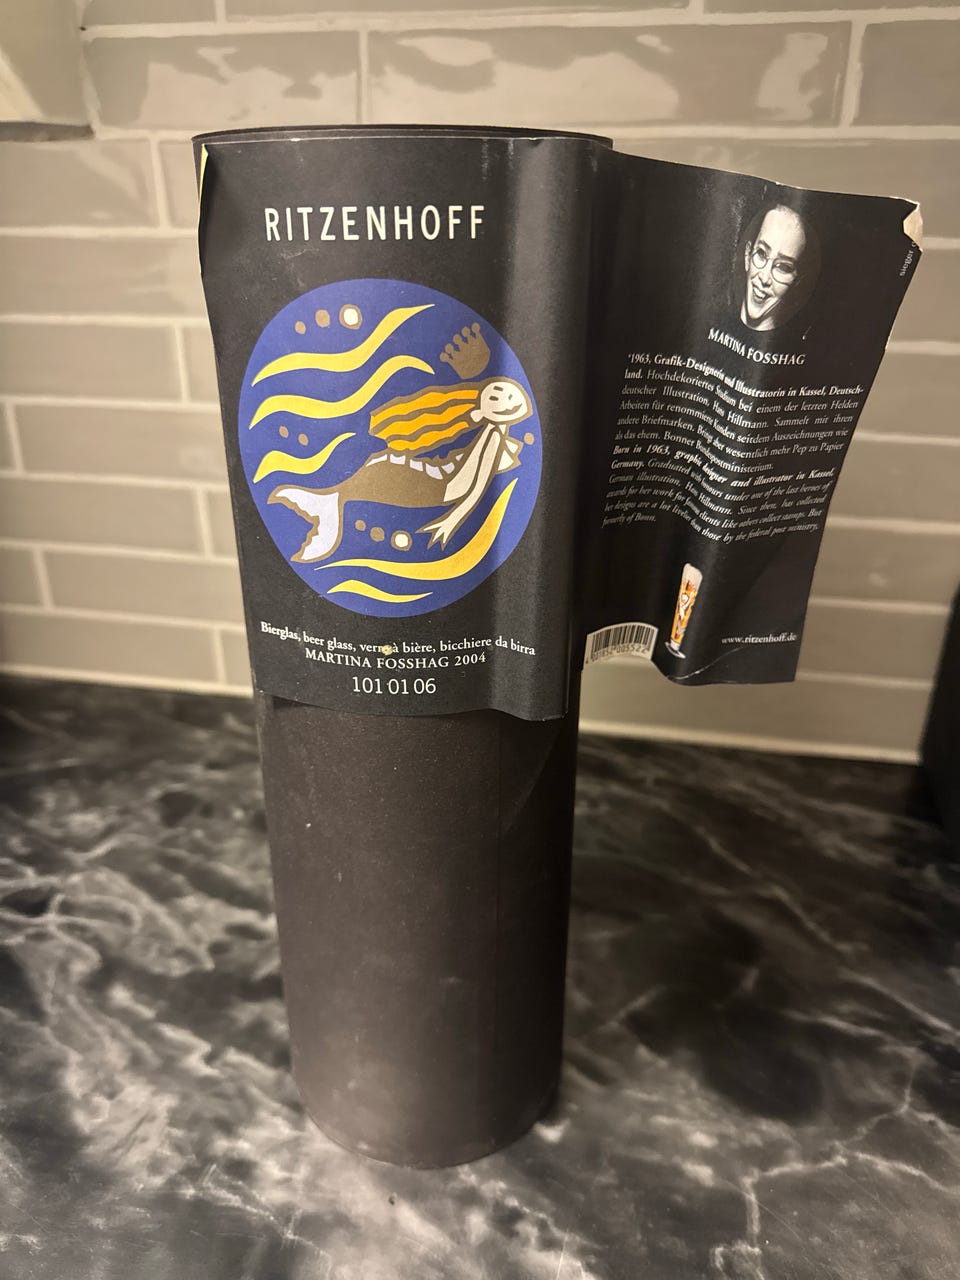 RITZENHOFF
Bierglas, beer glass, verre à bière, bicchiere da birra
MARTINA FOSSHAG 2004
101 01 06
sieger
MARTINA FOSSHAG
*1963. Grafik-Designerin und Illustratorin in Kassel, Deutsch-
land. Hochdekoriertes Studium bei einem der letzten Helden
deutscher Illustration, Hans Hillmann. Sammelt mit ihren
Arbeiten für renommierte Kunden seitdem Auszeichnungen wie
andere Briefmarken. Bringt aber wesentlich mehr Pep zu Papier
als das ehem. Bonner Bundespostministerium.
Born in 1963, graphic designer and illustrator in Kassel,
Germany. Graduated with honours under one of the last heroes of
German illustration, Hans Hillmann. Since then, has collected
awards for her work for famous clients like others collect stamps. But
her designs are a lot livelier than those by the federal post ministry,
formerly of Bonn.
www.ritzenhoff.de